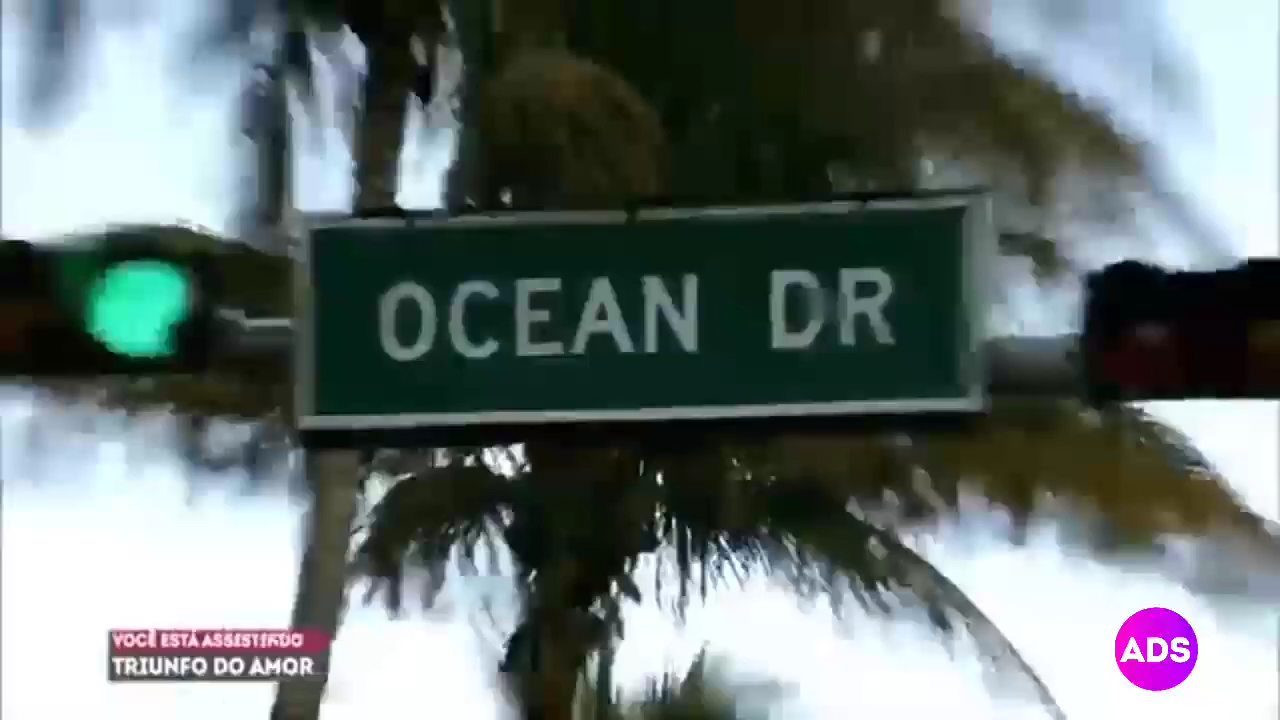 OCEAN DR
VOCÊ ESTÁ ASSISTINDO
TRIUNFO DO AMOR
ADS